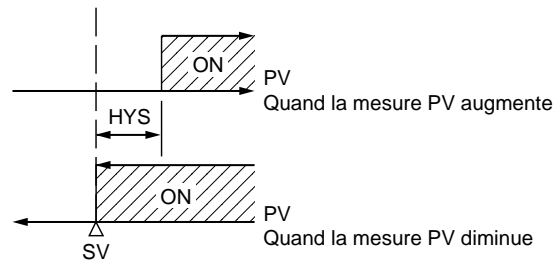 ON
PV
Quand la mesure PV augmente
HYS
ON
PV
Quand la mesure PV diminue
SV